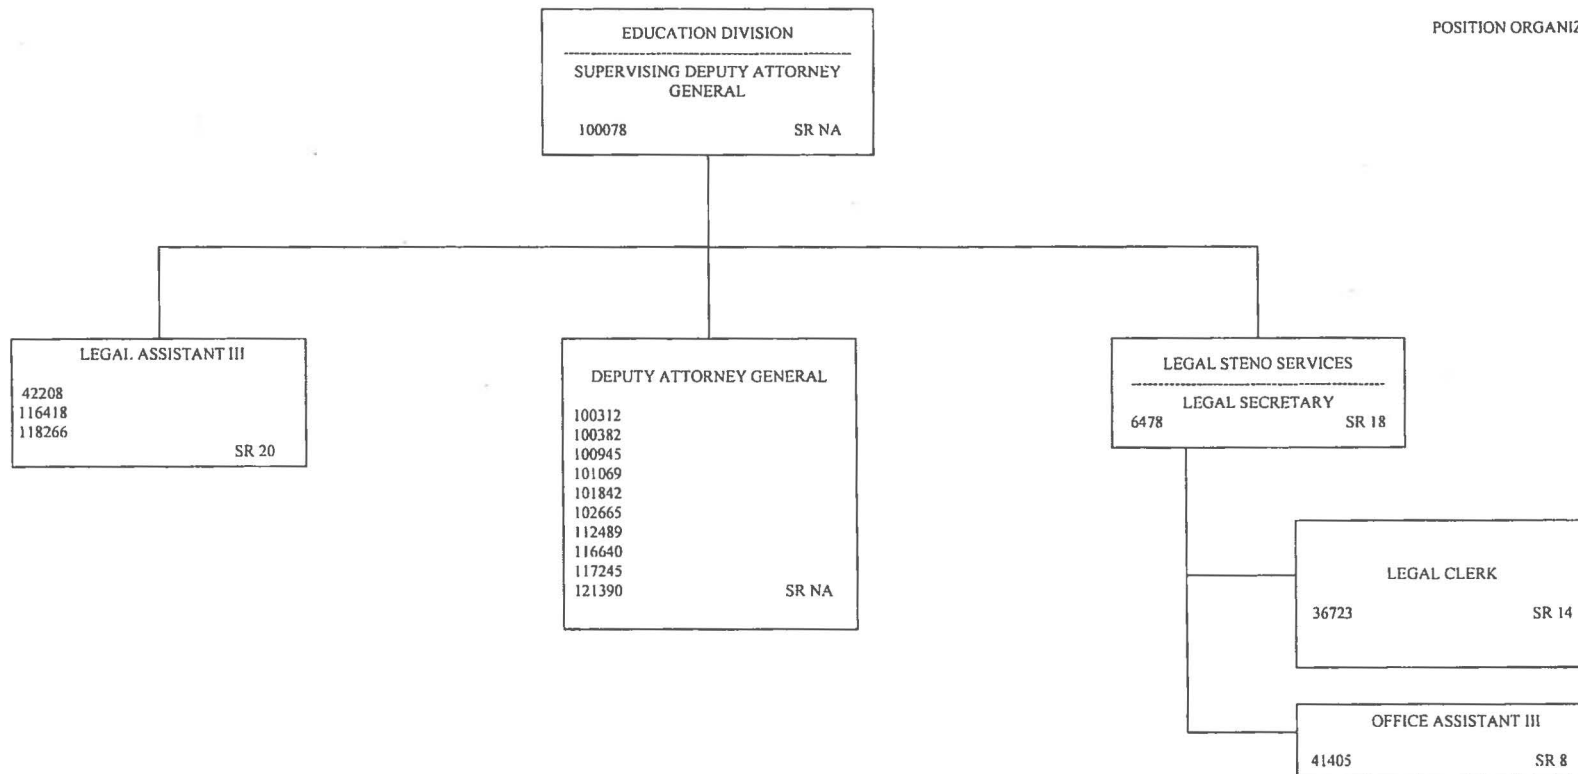 POSITION ORGANIZ
EDUCATION DIVISION
SUPERVISING DEPUTY ATTORNEY
GENERAL
100078 SR NA
LEGAL ASSISTANT III
42208
116418
118266
SR 20
DEPUTY ATTORNEY GENERAL
100312
100382
100945
101069
101842
102665
112489
116640
117245
121390 SR NA
LEGAL STENO SERVICES
LEGAL SECRETARY
6478 SR 18
LEGAL CLERK
36723 SR 14
OFFICE ASSISTANT III
41405 SR 8